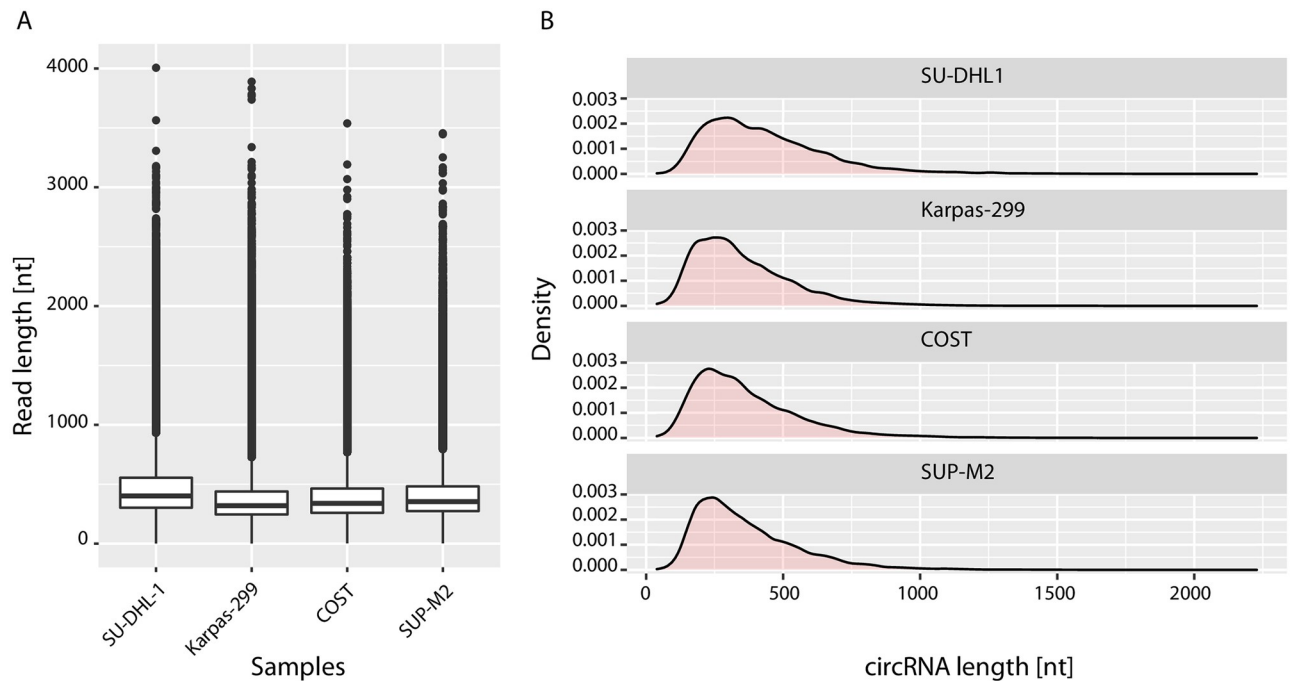 A
Read length [nt]
4000
3000
2000
1000
0
SU-DHL-1
Karpas-299
COST
SUP-M2
Samples
B
Density
SU-DHL1
0.003
0.002
0.001
0.000
Karpas-299
0.003
0.002
0.001
0.000
COST
0.003
0.002
0.001
0.000
SUP-M2
0.003
0.002
0.001
0.000
0 500 1000 1500 2000
circRNA length [nt]